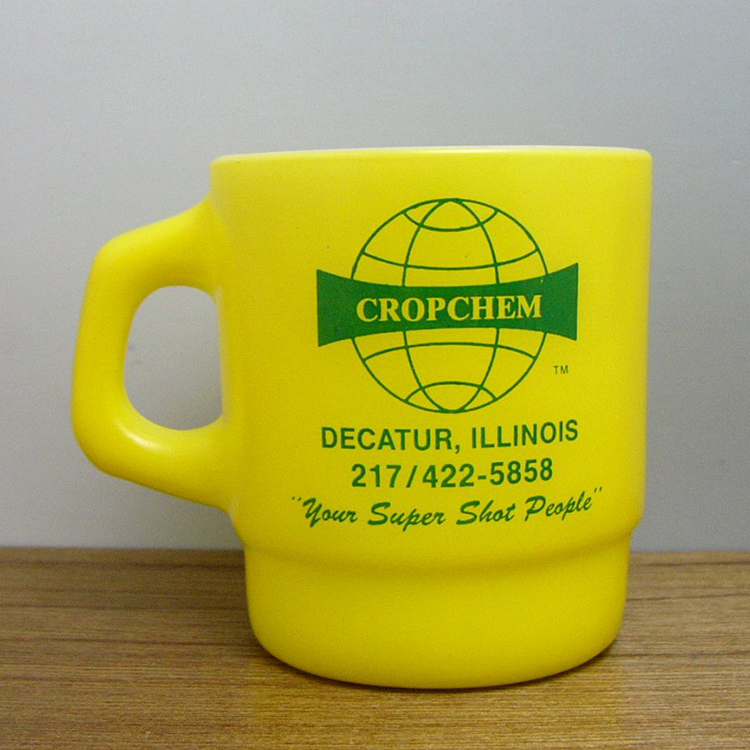 CROPCHEM
TM
DECATUR, ILLINOIS
217/422-5858
"Your Super Shot People"